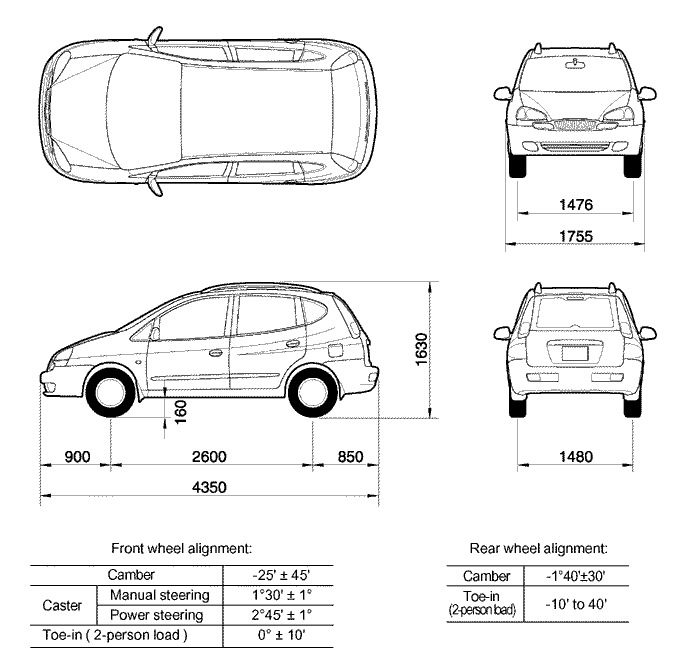 1476
1755
1630
160
900
2600
850
4350
1480
Front wheel alignment:
Camber -25' ± 45'
Caster Manual steering 1°30' ± 1°
Power steering 2°45' ± 1°
Toe-in ( 2-person load ) 0° ± 10'
Rear wheel alignment:
Camber -1°40'±30'
Toe-in
(2-person load) -10' to 40'